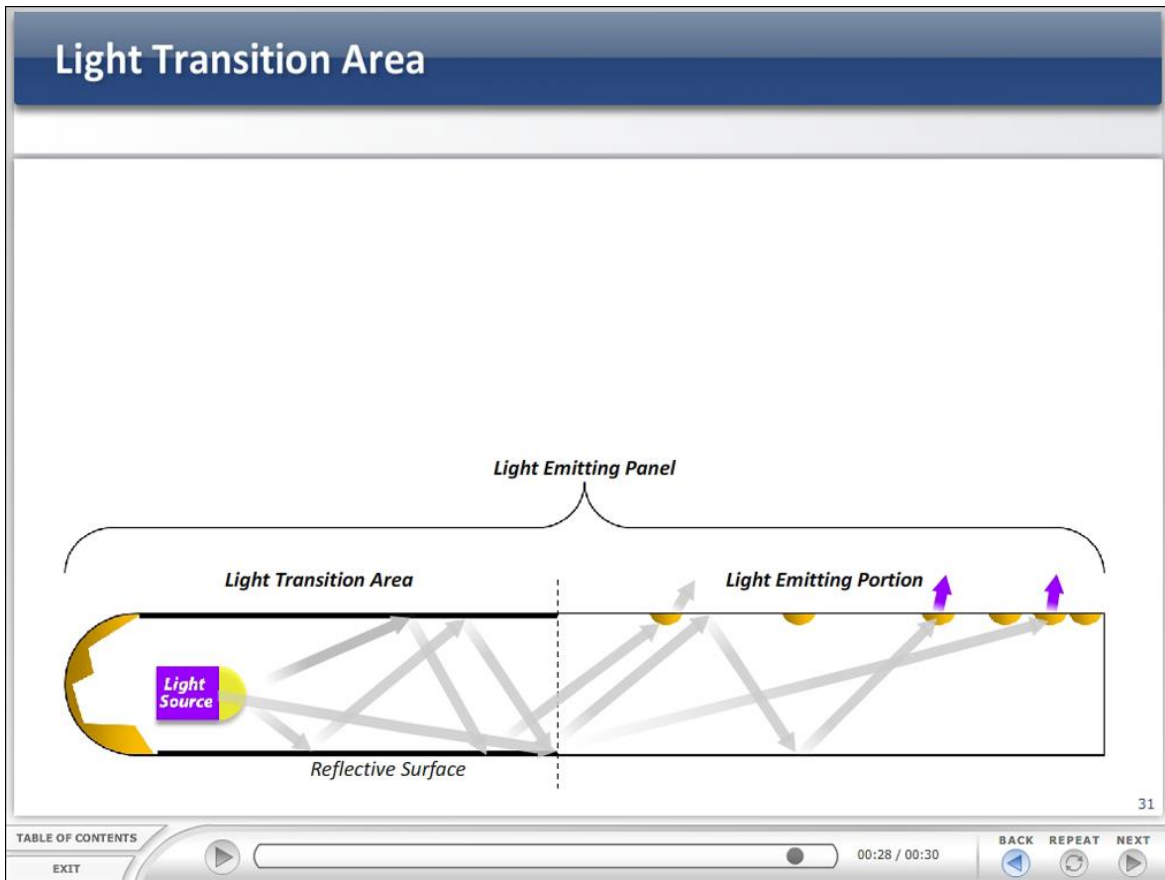 Light Transition Area
Light Emitting Panel
Light Transition Area
Light Emitting Portion
Light
Source
Reflective Surface
31
TABLE OF CONTENTS
EXIT
00:28 / 00:30
BACK REPEAT NEXT